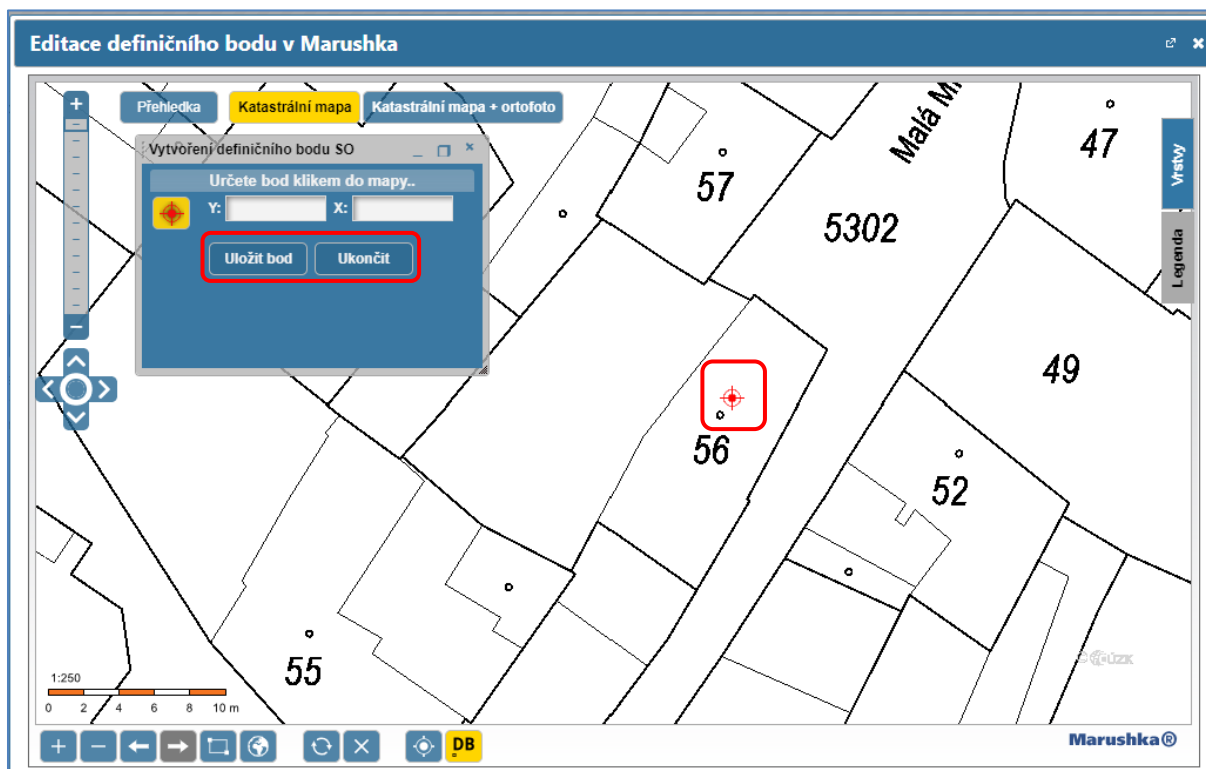 Editace definičního bodu v Marushka
Přehledka
Katastrální mapa
Katastrální mapa + ortofoto
Vytvoření definičního bodu SO
Určete bod klikem do mapy..
Y:
X:
Uložit bod
Ukončit
Vrstvy
Legenda
47
57
5302
49
56
52
55
1:250
0 2 4 6 8 10 m
DB
Marushka®